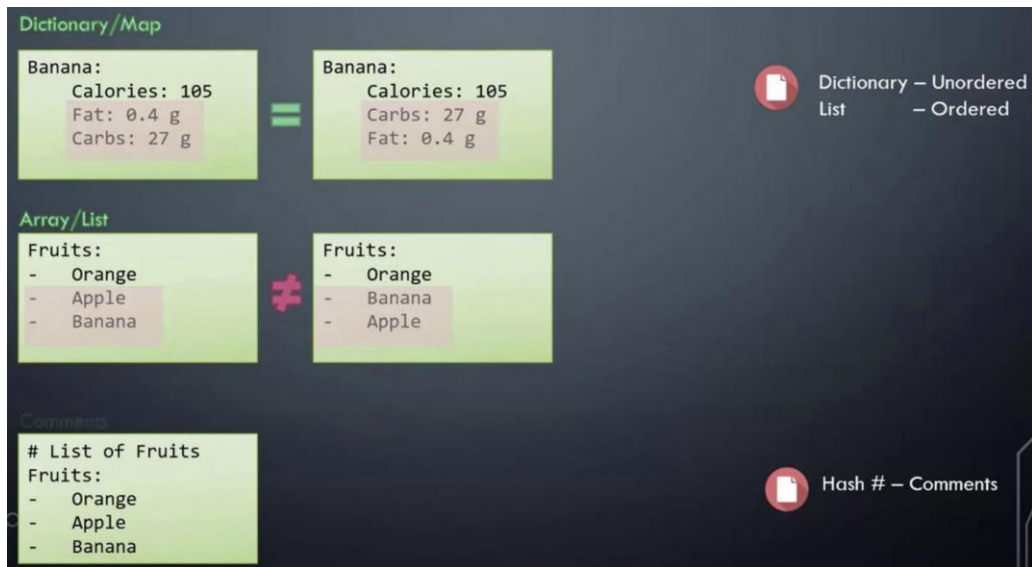 Dictionary/Map
Banana:
Calories: 105
Fat: 0.4 g
Carbs: 27 g
Banana:
Calories: 105
Carbs: 27 g
Fat: 0.4 g
Dictionary – Unordered
List – Ordered
Array/List
Fruits:
- Orange
- Apple
- Banana
Fruits:
- Orange
- Banana
- Apple
Comments
# List of Fruits
Fruits:
- Orange
- Apple
- Banana
Hash # – Comments